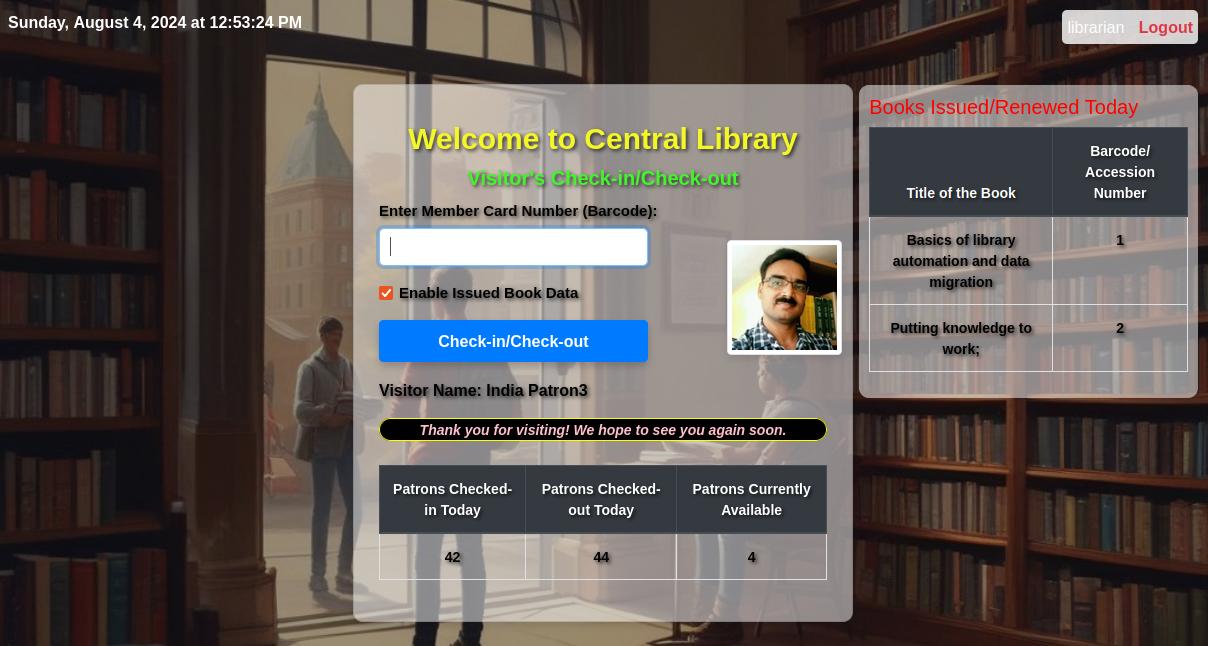 Sunday, August 4, 2024 at 12:53:24 PM
librarian Logout
Welcome to Central Library
Visitor's Check-in/Check-out
Enter Member Card Number (Barcode):
Enable Issued Book Data
Check-in/Check-out
Visitor Name: India Patron3
Thank you for visiting! We hope to see you again soon.
Patrons Checked-
in Today
Patrons Checked-
out Today
Patrons Currently
Available
42 44 4
Books Issued/Renewed Today
Title of the Book
Barcode/
Accession
Number
Basics of library
automation and data
migration
1
Putting knowledge to
work;
2